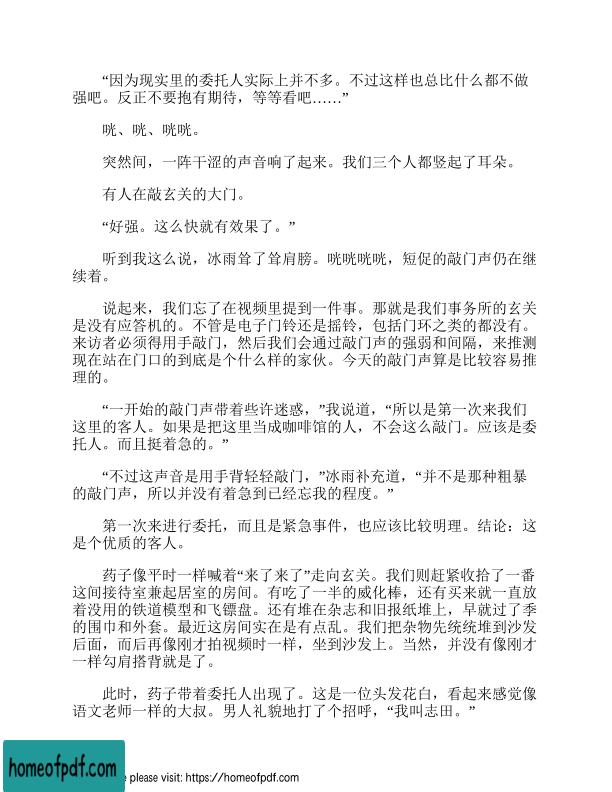 “因为现实里的委托人实际上并不多。不过这样也总比什么都不做
强吧。反正不要抱有期待，等等看吧……”
咣、咣、咣咣。
突然间，一阵干涩的声音响了起来。我们三个人都竖起了耳朵。
有人在敲玄关的大门。
“好强。这么快就有效果了。”
听到我这么说，冰雨耸了耸肩膀。咣咣咣咣，短促的敲门声仍在继
续着。
说起来，我们忘了在视频里提到一件事。那就是我们事务所的玄关
是没有应答机的。不管是电子门铃还是摇铃，包括门环之类的都没有。
来访者必须得用手敲门，然后我们会通过敲门声的强弱和间隔，来推测
现在站在门口的到底是个什么样的家伙。今天的敲门声算是比较容易推
理的。
“一开始的敲门声带着些许迷惑，”我说道，“所以是第一次来我们
这里的客人。如果是把这里当成咖啡馆的人，不会这么敲门。应该是委
托人。而且挺着急的。”
“不过这声音是用手背轻轻敲门，”冰雨补充道，“并不是那种粗暴
的敲门声，所以并没有着急到已经忘我的程度。”
第一次来进行委托，而且是紧急事件，也应该比较明理。结论：这
是个优质的客人。
药子像平时一样喊着“来了来了”走向玄关。我们则赶紧收拾了一番
这间接待室兼起居室的房间。有吃了一半的威化棒，还有买来就一直放
着没用的铁道模型和飞镖盘。还有堆在杂志和旧报纸堆上，早就过了季
的围巾和外套。最近这房间实在是有点乱。我们把杂物先统统堆到沙发
后面，而后再像刚才拍视频时一样，坐到沙发上。当然，并没有像刚才
一样勾肩搭背就是了。
此时，药子带着委托人出现了。这是一位头发花白，看起来感觉像
语文老师一样的大叔。男人礼貌地打了个招呼，“我叫志田。”
homeofpdf.com
e please visit: https://homeofpdf.com